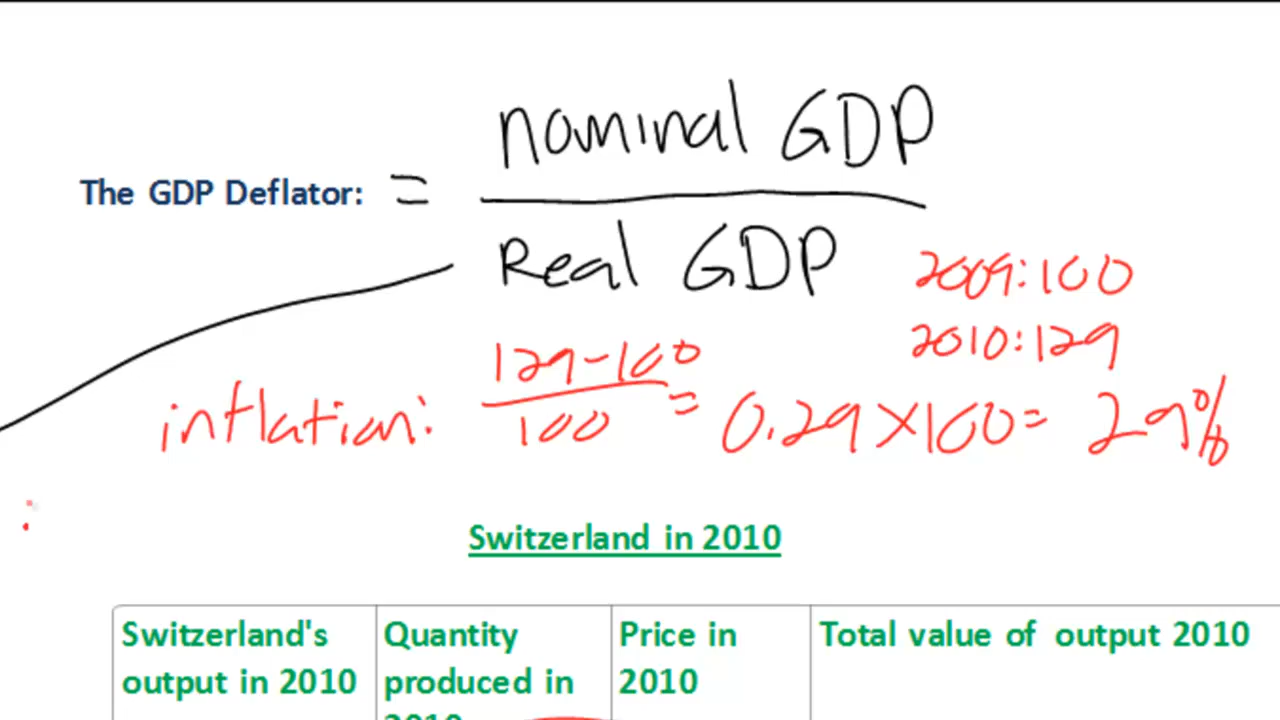 nominal GDP
The GDP Deflator: =
Real GDP
2009:100
2010:129
129-100
inflation: = 0.29×100= 29%
100
Switzerland in 2010
Switzerland's Quantity Price in Total value of output 2010
output in 2010 produced in 2010
2010